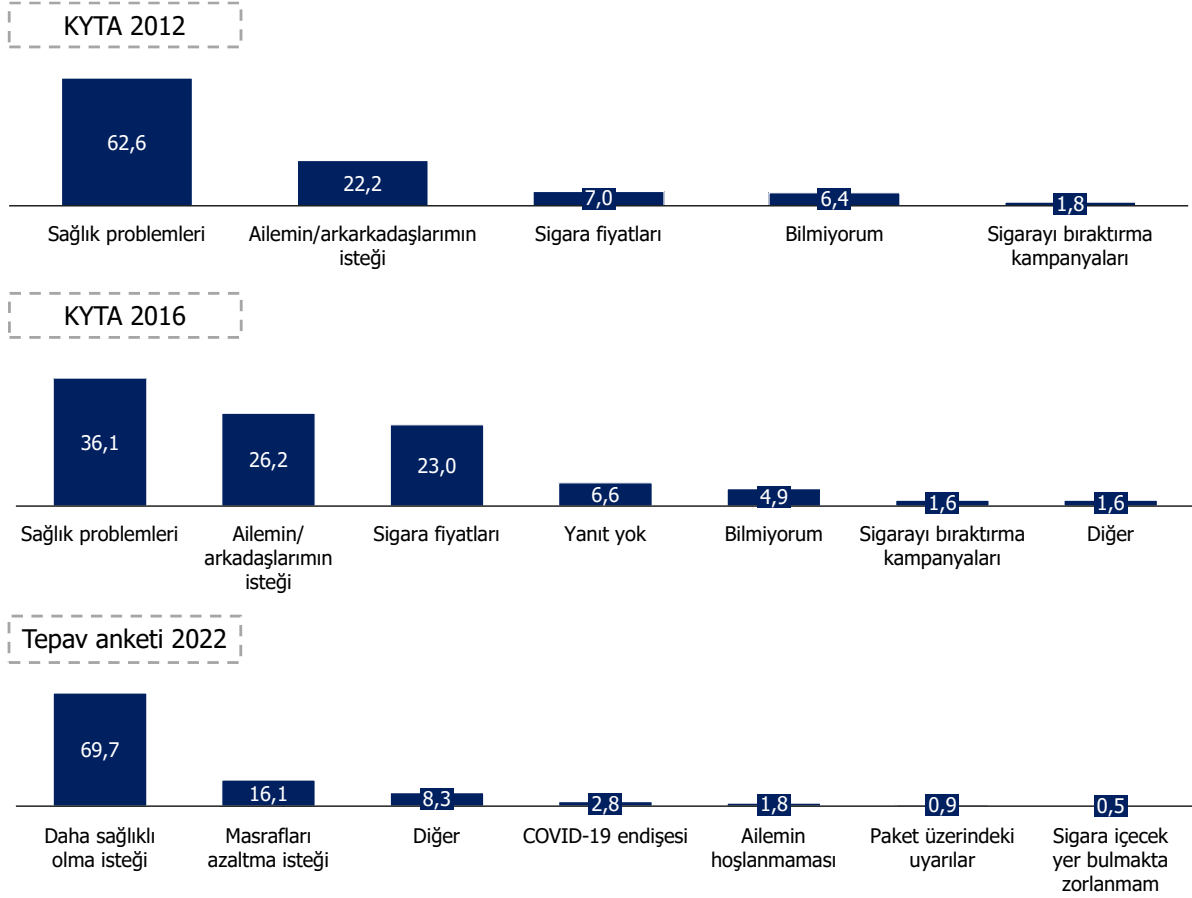 KYTA 2012
62,6
22,2
7,0
6,4
1,8
Sağlık problemleri
Ailemin/arkarkadaşlarımın
isteği
Sigara fiyatları
Bilmiyorum
Sigarayı bıraktırma
kampanyaları
KYTA 2016
36,1
26,2
23,0
6,6
4,9
1,6
1,6
Sağlık problemleri
Ailemin/
arkadaşlarımın
isteği
Sigara fiyatları
Yanıt yok
Bilmiyorum
Sigarayı bıraktırma
kampanyaları
Diğer
Tepav anketi 2022
69,7
16,1
8,3
2,8
1,8
0,9
0,5
Daha sağlıklı
olma isteği
Masrafları
azaltma isteği
Diğer
COVID-19 endişesi
Ailemin
hoşlanmaması
Paket üzerindeki
uyarılar
Sigara içecek
yer bulmakta
zorlanmam